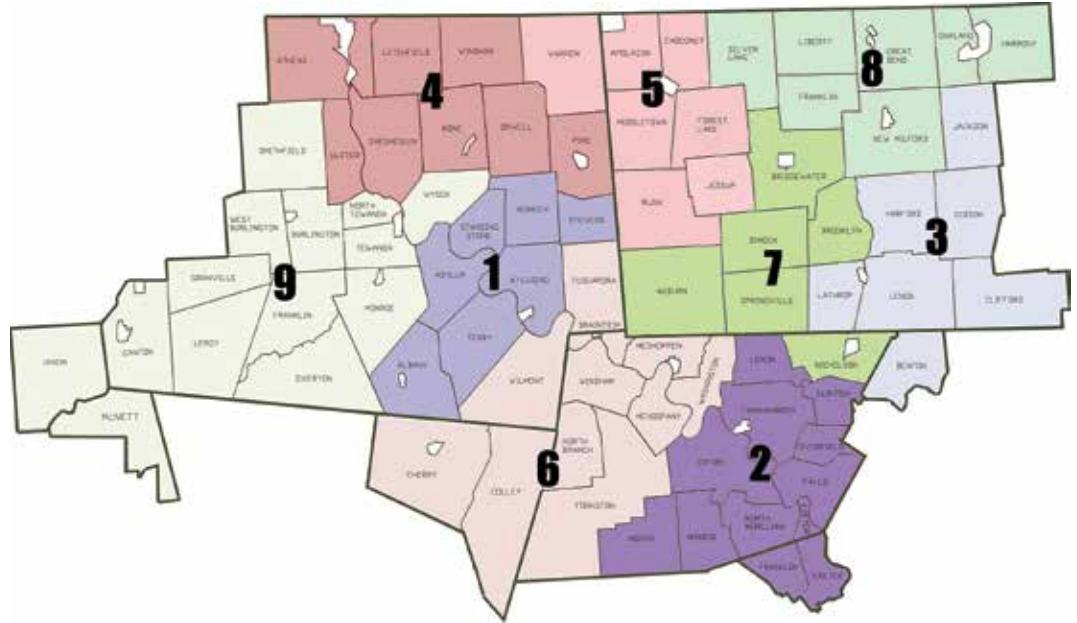 ATHENS
LITCHFIELD
WINDHAM
WARREN
APOLACON
CHOCONUT
SILVER
LAKE
LIBERTY
GREAT
BEND
OAKLAND
HARMONY
4
5
8
FRANKLIN
SMITHFIELD
ULSTER
SHESHEQUIN
ROME
ORWELL
PIKE
MIDDLETOWN
FOREST
LAKE
NEW MILFORD
JACKSON
BRIDGEWATER
JESSUP
RUSH
WYSOX
NORTH
TOWANDA
WEST
BURLINGTON
BURLINGTON
TOWANDA
STANDING
STONE
HERRICK
STEVENS
HARFORD
GIBSON
BROOKLYN
DIMOCK
3
7
1
9
GRANVILLE
ASYLUM
WYALUSING
TUSCARORA
AUBURN
SPRINGVILLE
LATHROP
LENOX
CLIFFORD
FRANKLIN
MONROE
LEROY
CANTON
UNION
OVERTON
ALBANY
TERRY
WILMOT
BRAINTRIM
MESHOPPEN
WINDHAM
MEHOOPANY
LEMON
NICHOLSON
BENTON
CLINTON
TUNKHANNOCK
OVERFIELD
MCNETT
CHERRY
COLLEY
6
NORTH
BRANCH
FORKSTON
2
EATON
FALLS
NOXEN
MONROE
NORTH
MORELAND
FRANKLIN
EXETER